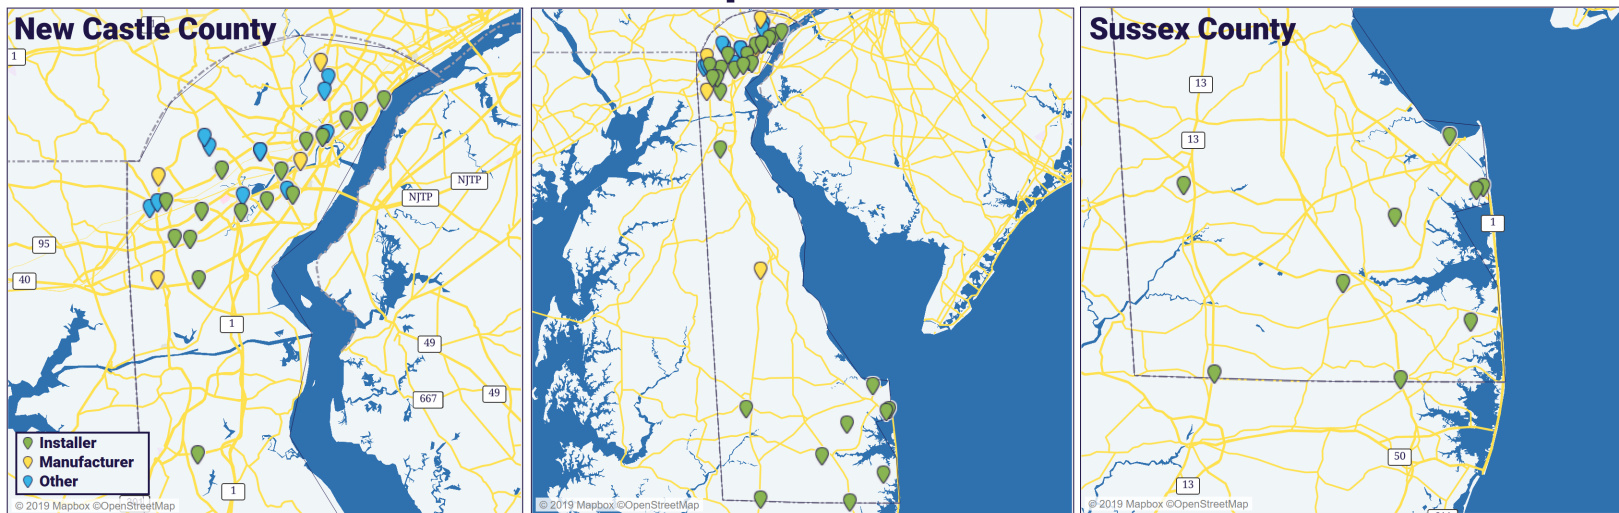 New Castle County
1
NJTP
NJTP
95
40
1
49
49
667
1
Installer
Manufacturer
Other
© 2019 Mapbox ©OpenStreetMap
© 2019 Mapbox ©OpenStreetMap
Sussex County
13
13
1
50
13
© 2019 Mapbox ©OpenStreetMap